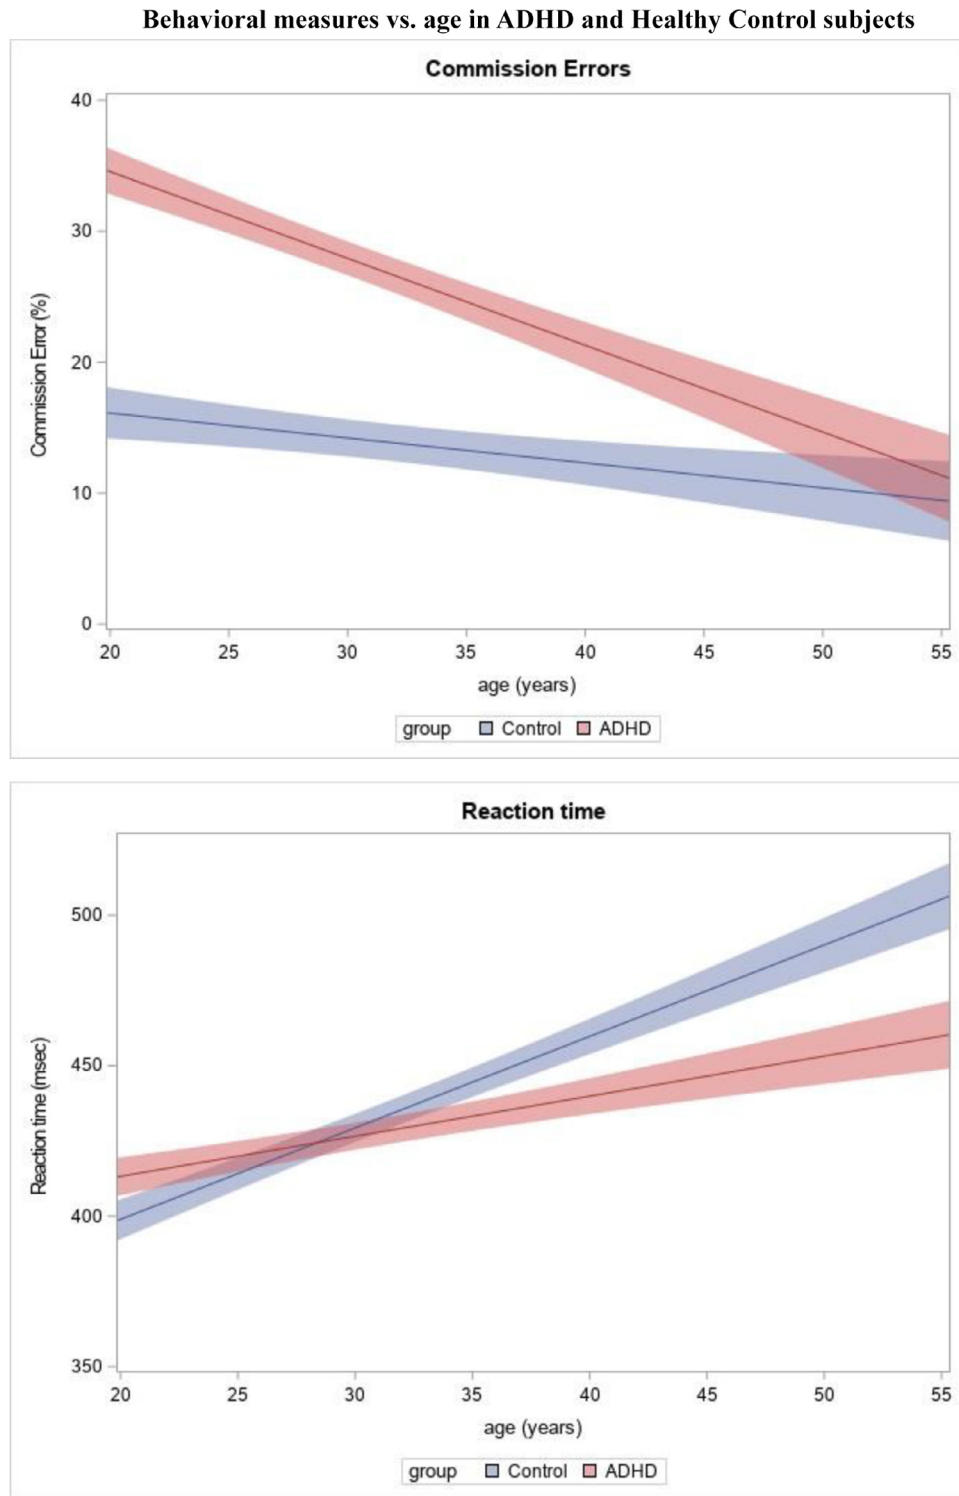 Behavioral measures vs. age in ADHD and Healthy Control subjects
Commission Errors
40
30
20
10
0
Commission Error (%)
20 25 30 35 40 45 50 55
age (years)
group Control ADHD
Reaction time
500
450
400
350
Reaction time (msec)
20 25 30 35 40 45 50 55
age (years)
group Control ADHD